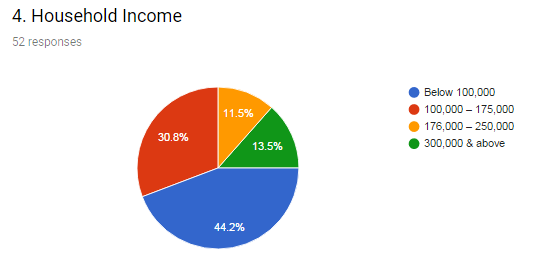 4. Household Income
52 responses
Below 100,000
100,000 – 175,000
176,000 – 250,000
300,000 & above
11.5%
30.8%
13.5%
44.2%